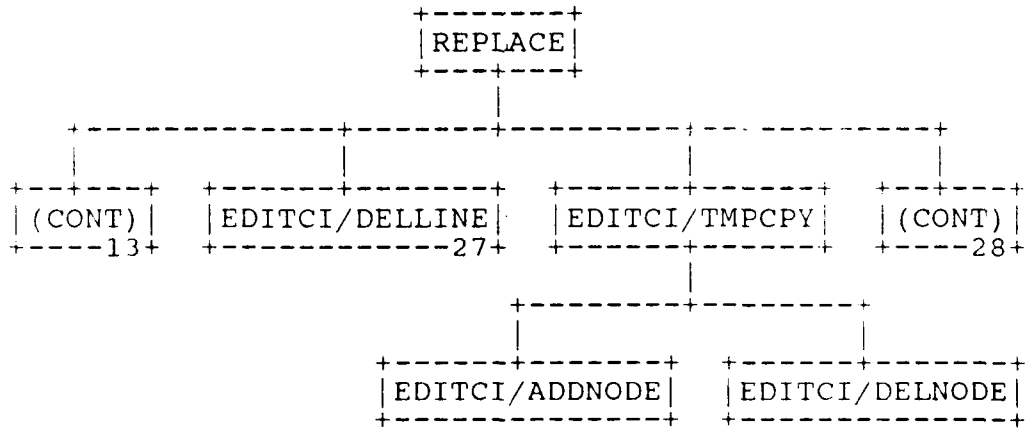 REPLACE
(CONT) EDITCI/DELLINE EDITCI/TMPCPY (CONT)
13 27 28
EDITCI/ADDNODE EDITCI/DELNODE